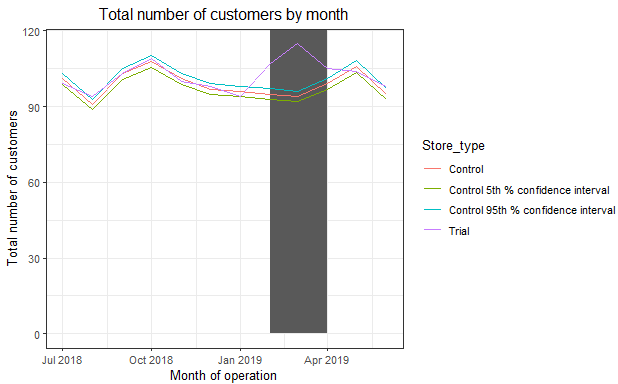 Total number of customers by month
Total number of customers
120
90
60
30
0
Jul 2018
Oct 2018
Jan 2019
Apr 2019
Month of operation
Store_type
Control
Control 5th % confidence interval
Control 95th % confidence interval
Trial